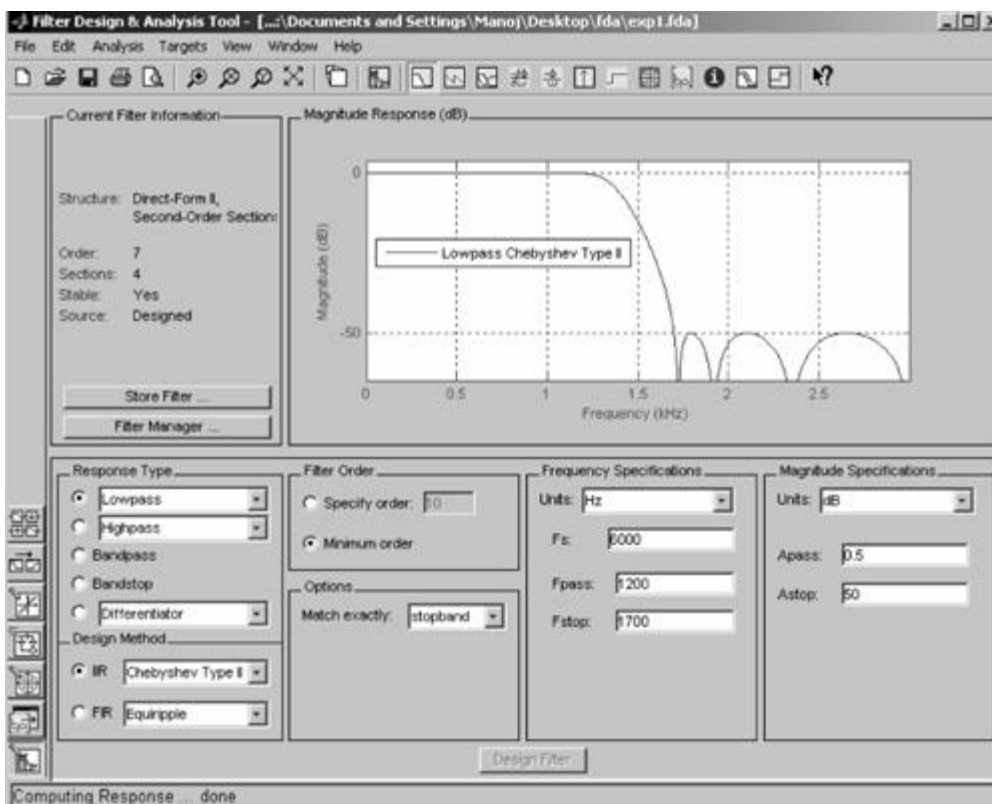 Filter Design & Analysis Tool - [...:\Documents and Settings\Manoj\Desktop\fda\exp1.fda]
File Edit Analysis Targets View Window Help
Current Filter Information
Structure: Direct-Form II,
Second-Order Section
Order: 7
Sections: 4
Stable: Yes
Source: Designed
Store Filter ...
Filter Manager ...
Magnitude Response (dB)
0
-50
Magnitude (dB)
Lowpass Chebyshev Type II
0 0.5 1 1.5 2 2.5
Frequency (kHz)
Response Type
Lowpass
Highpass
Bandpass
Bandstop
Differentiator
Design Method
IIR Chebyshev Type II
FIR Equiripple
Filter Order
Specify order: 10
Minimum order
Options
Match exactly: stopband
Frequency Specifications
Units: Hz
Fs: 6000
Fpass: 1200
Fstop: 1700
Magnitude Specifications
Units: dB
Apass: 0.5
Astop: 50
Design Filter
Computing Response ... done